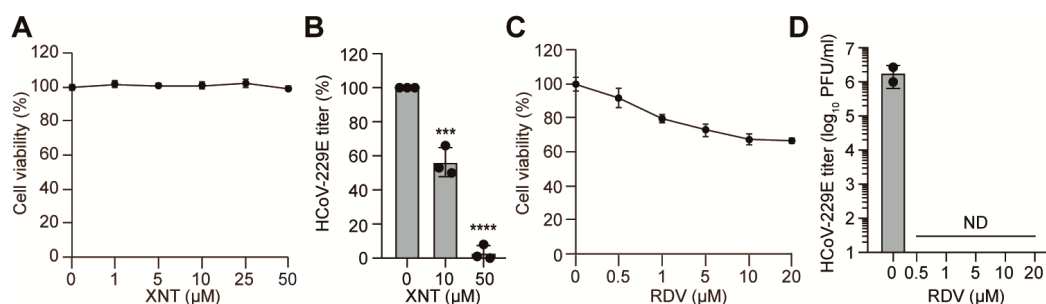 A
Cell viability (%)
120
100
80
60
40
20
0
0 1 5 10 25 50
XNT (µM)
B
HCoV-229E titer (%)
120
100
80
60
40
20
0
***
****
0 10 50
XNT (µM)
C
Cell viability (%)
120
100
80
60
40
20
0
0 0.5 1 5 10 20
RDV (µM)
D
HCoV-229E titer (log10 PFU/ml)
7
6
5
4
3
2
1
ND
0 0.5 1 5 10 20
RDV (µM)